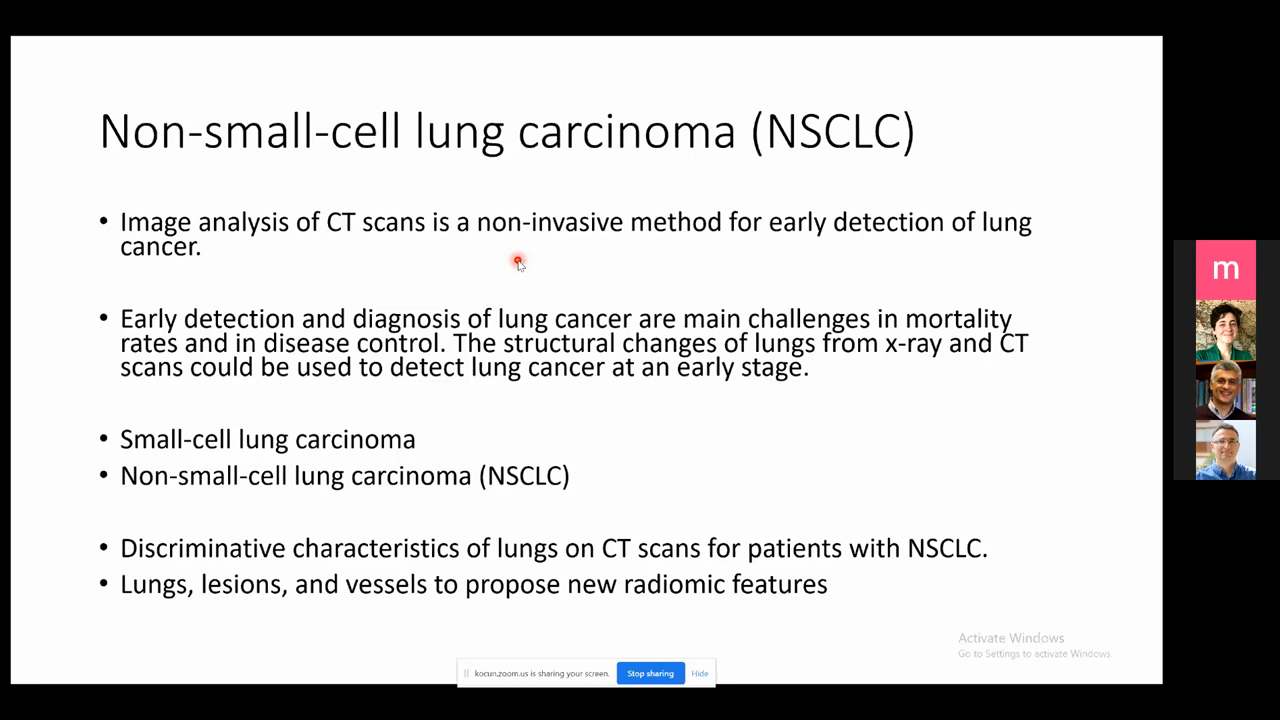 Non-small-cell lung carcinoma (NSCLC)
• Image analysis of CT scans is a non-invasive method for early detection of lung
cancer.
• Early detection and diagnosis of lung cancer are main challenges in mortality
rates and in disease control. The structural changes of lungs from x-ray and CT
scans could be used to detect lung cancer at an early stage.
• Small-cell lung carcinoma
• Non-small-cell lung carcinoma (NSCLC)
• Discriminative characteristics of lungs on CT scans for patients with NSCLC.
• Lungs, lesions, and vessels to propose new radiomic features
m
Activate Windows
Go to Settings to activate Windows.
kocun.zoom.us is sharing your screen. Stop sharing Hide